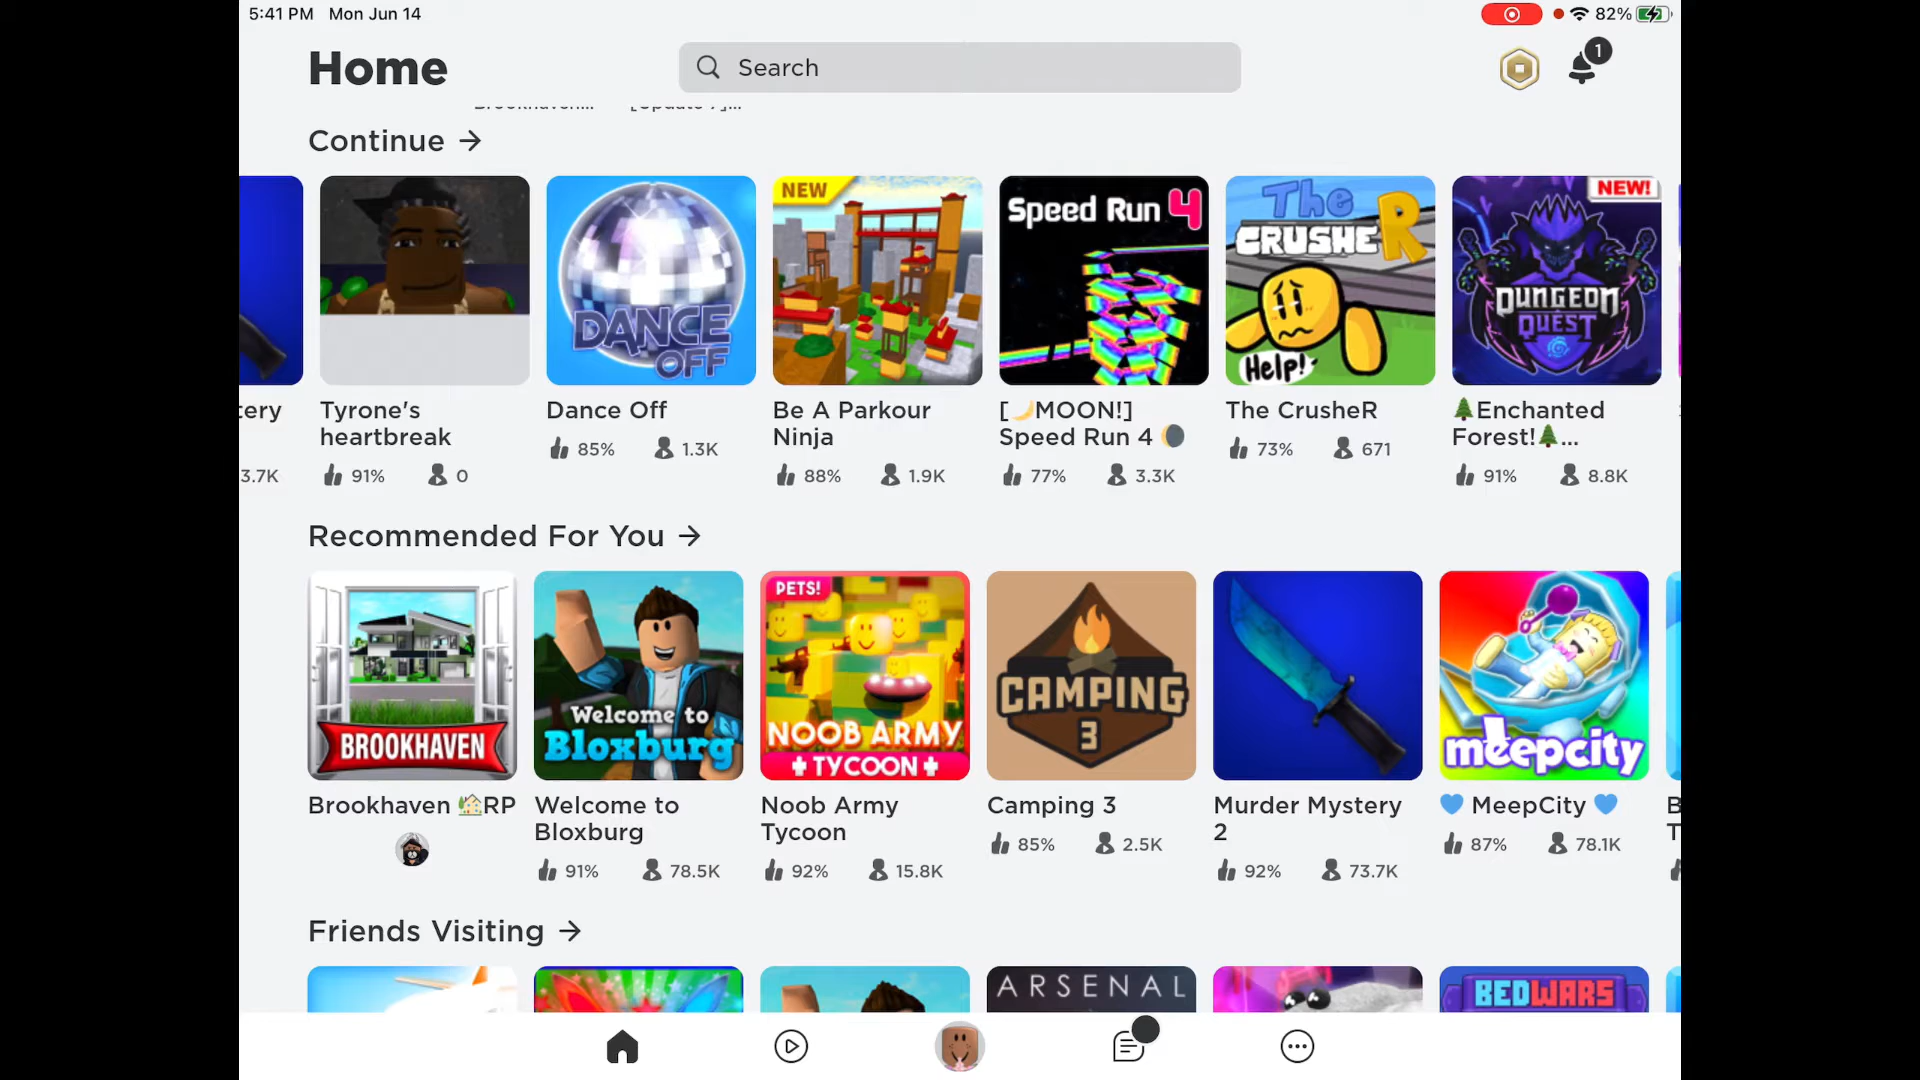 5:41 PM Mon Jun 14
82%
Home
Search
1
Brookhaven... [Update 7]...
Continue →
NEW
Speed Run 4
The
CRUSHER
Help!
NEW!
DUNGEON
QUEST
DANCE
OFF
tery
3.7K
Tyrone's
heartbreak
91% 0
Dance Off
85% 1.3K
Be A Parkour
Ninja
88% 1.9K
[🌙MOON!]
Speed Run 4 🌘
77% 3.3K
The CrusheR
73% 671
🌲Enchanted
Forest!🌲...
91% 8.8K
Recommended For You →
BROOKHAVEN
Welcome to
Bloxburg
PETS!
NOOB ARMY
TYCOON
CAMPING
3
meepcity
Brookhaven 🏡RP
Welcome to
Bloxburg
91% 78.5K
Noob Army
Tycoon
92% 15.8K
Camping 3
85% 2.5K
Murder Mystery
2
92% 73.7K
💙 MeepCity 💙
87% 78.1K
B
T
Friends Visiting →
ARSENAL
BEDWARS